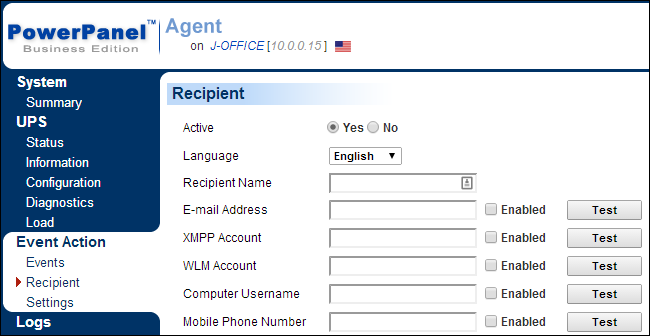 PowerPanel™
Business Edition
Agent
on J-OFFICE [10.0.0.15]
System
Summary
UPS
Status
Information
Configuration
Diagnostics
Load
Event Action
Events
Recipient
Settings
Logs
Recipient
Active Yes No
Language English
Recipient Name
E-mail Address Enabled Test
XMPP Account Enabled Test
WLM Account Enabled Test
Computer Username Enabled Test
Mobile Phone Number Enabled Test